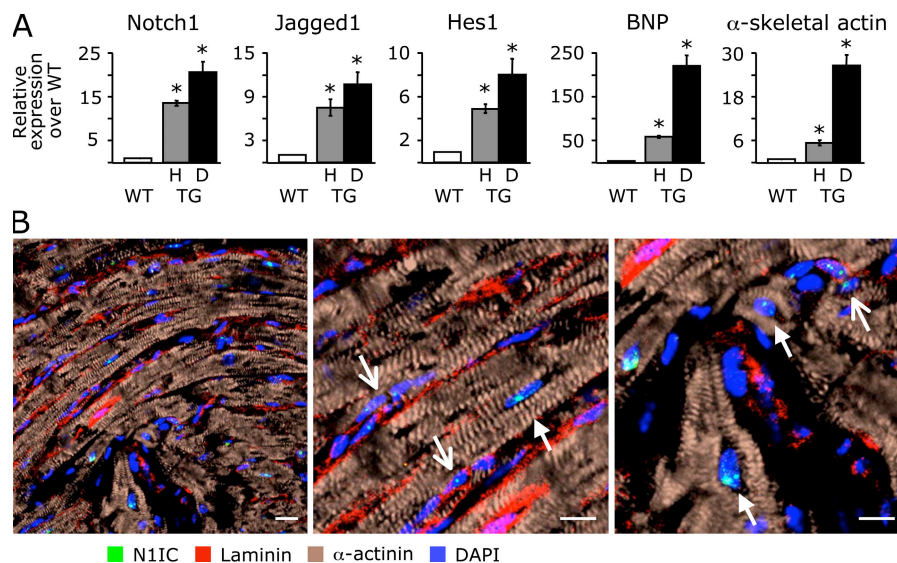 A
Notch1 Jagged1 Hes1 BNP α-skeletal actin
Relative
expression
over WT
25 15 10 250 30
15 9 6 150 18
5 3 2 50 6
* * * * * * * * * *
H D H D H D H D H D
WT TG WT TG WT TG WT TG WT TG
B
N1IC Laminin α-actinin DAPI